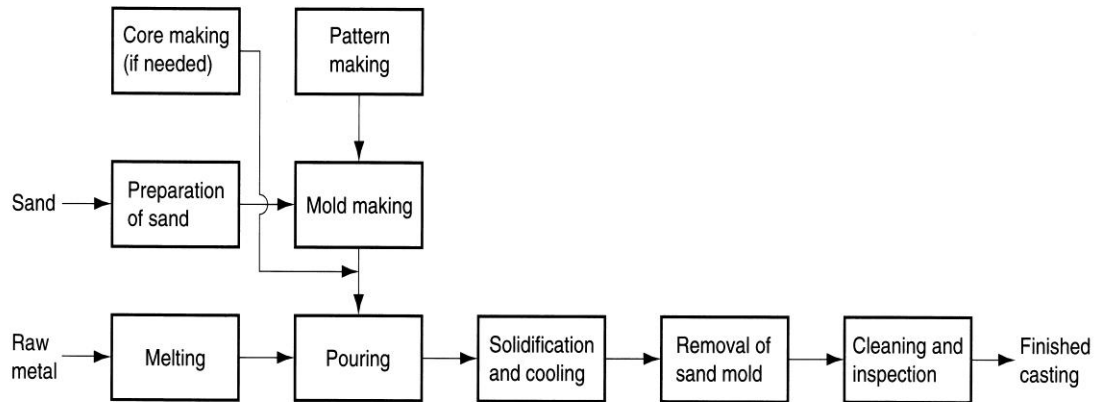 Core making
(if needed)
Pattern
making
Sand
Preparation
of sand
Mold making
Raw
metal
Melting
Pouring
Solidification
and cooling
Removal of
sand mold
Cleaning and
inspection
Finished
casting